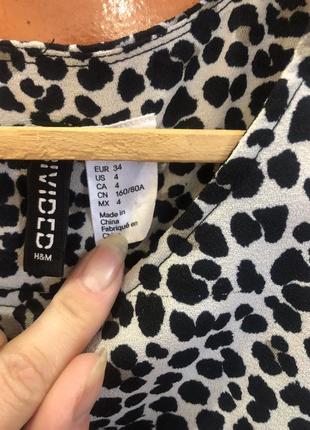 DIVIDED
H&M
EUR 34
US 4
CA 4
CN 160/80A
MX 4
Made in
China
Fabriqué en